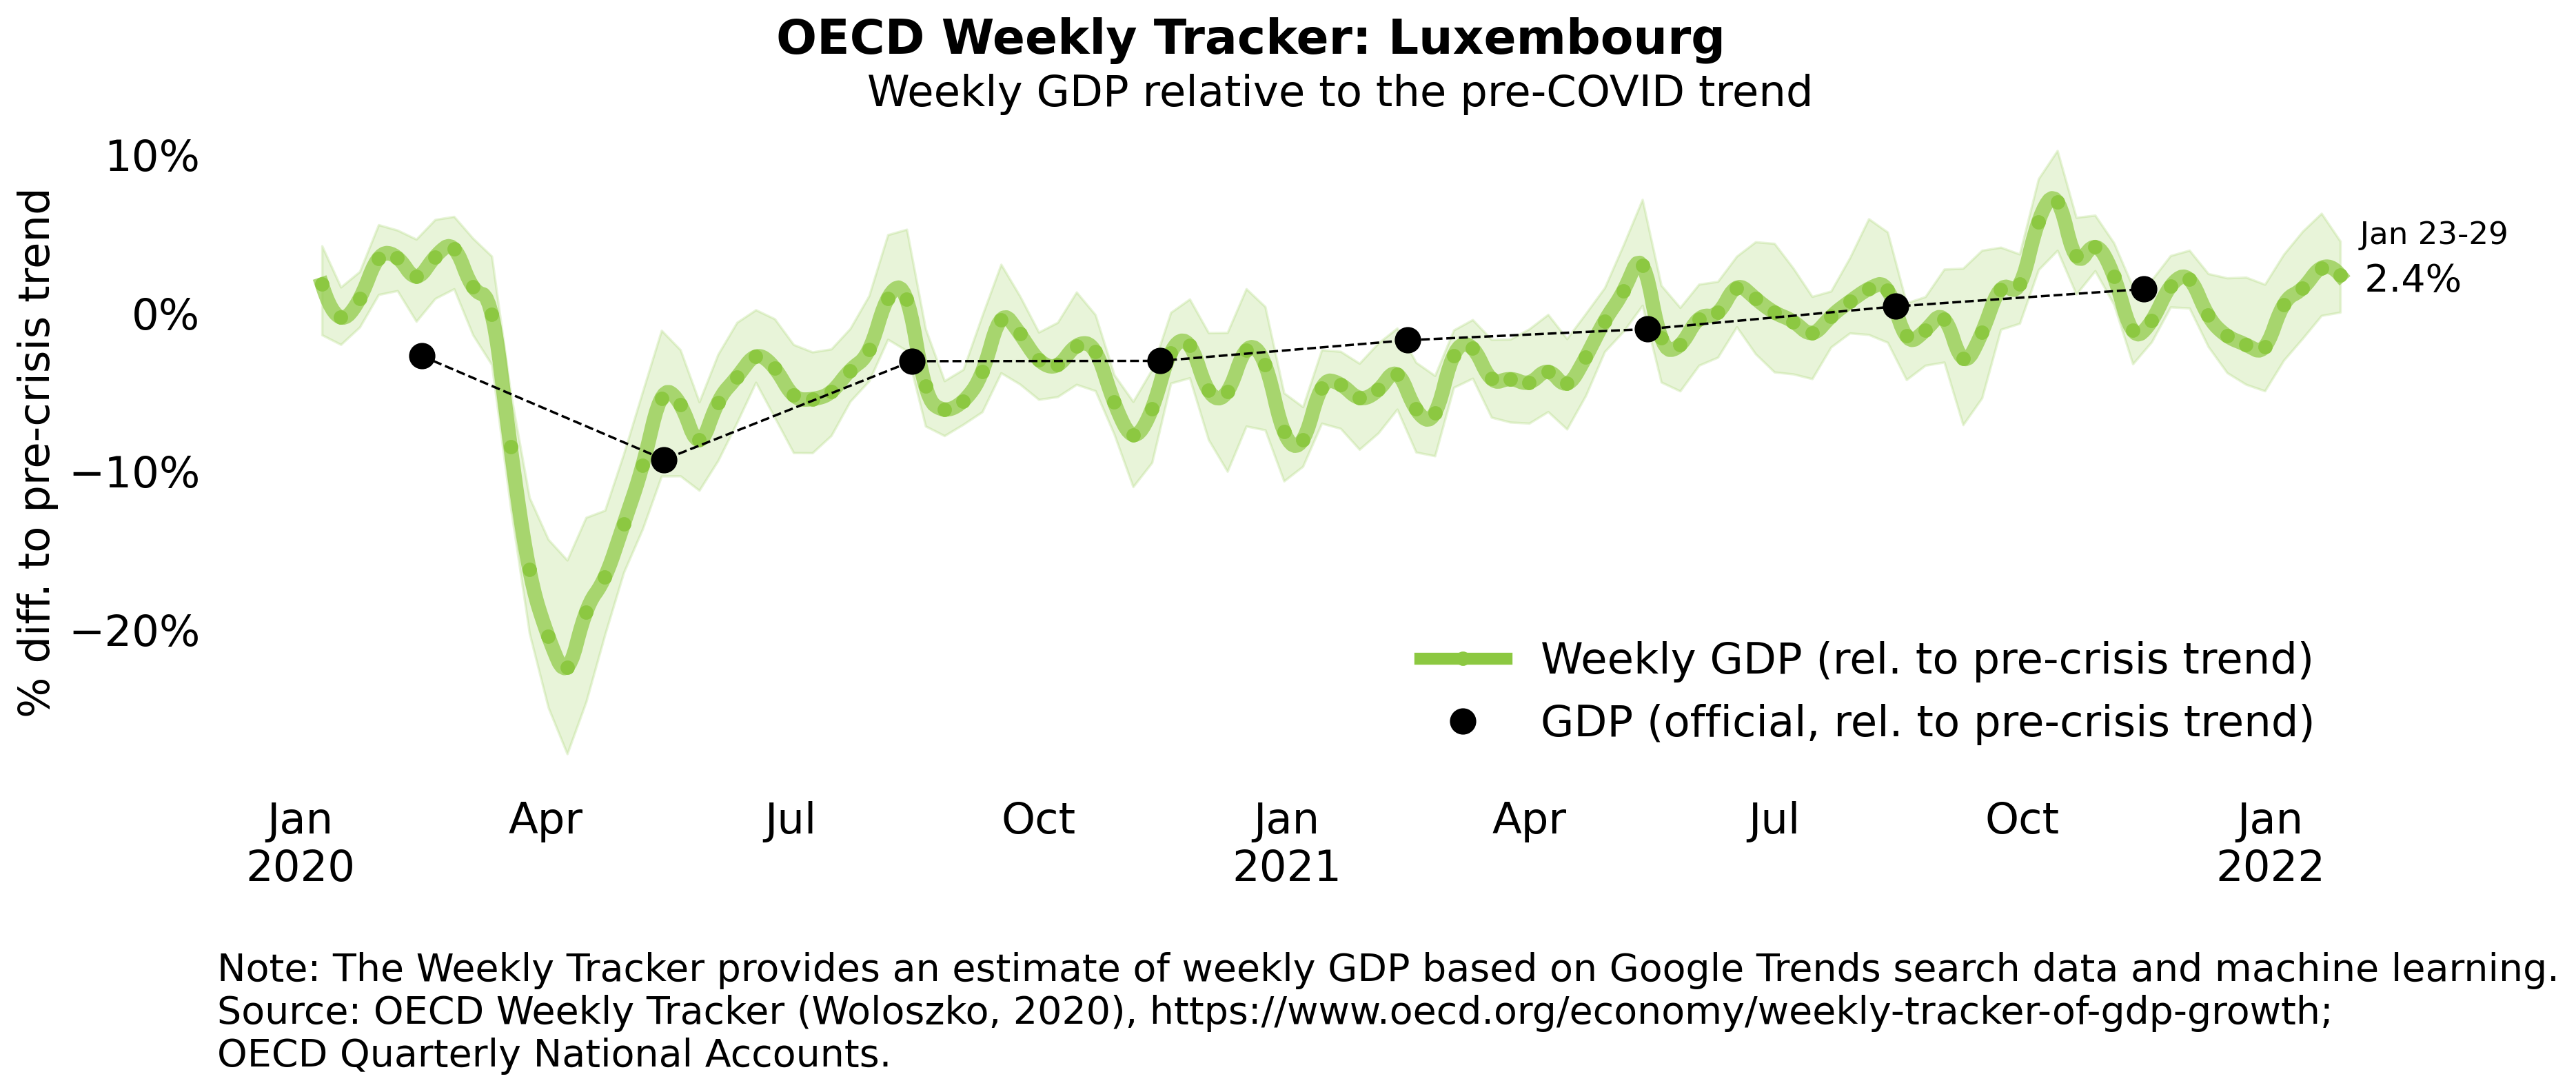 OECD Weekly Tracker: Luxembourg
Weekly GDP relative to the pre-COVID trend
% diff. to pre-crisis trend
10%
0%
−10%
−20%
Jan 23-29
2.4%
Weekly GDP (rel. to pre-crisis trend)
GDP (official, rel. to pre-crisis trend)
Jan Apr Jul Oct Jan Apr Jul Oct Jan
2020 2021 2022
Note: The Weekly Tracker provides an estimate of weekly GDP based on Google Trends search data and machine learning.
Source: OECD Weekly Tracker (Woloszko, 2020), https://www.oecd.org/economy/weekly-tracker-of-gdp-growth;
OECD Quarterly National Accounts.